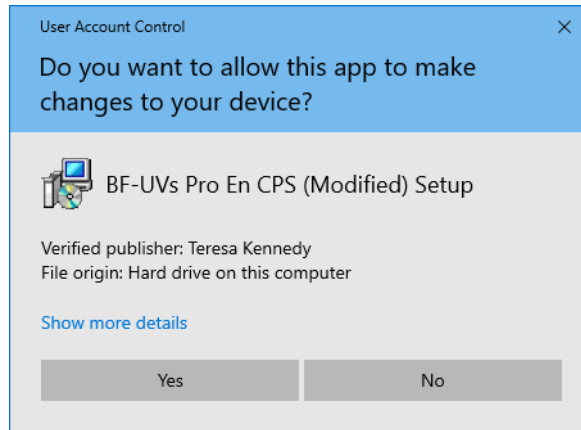 User Account Control
Do you want to allow this app to make
changes to your device?
BF-UVs Pro En CPS (Modified) Setup
Verified publisher: Teresa Kennedy
File origin: Hard drive on this computer
Show more details
Yes
No